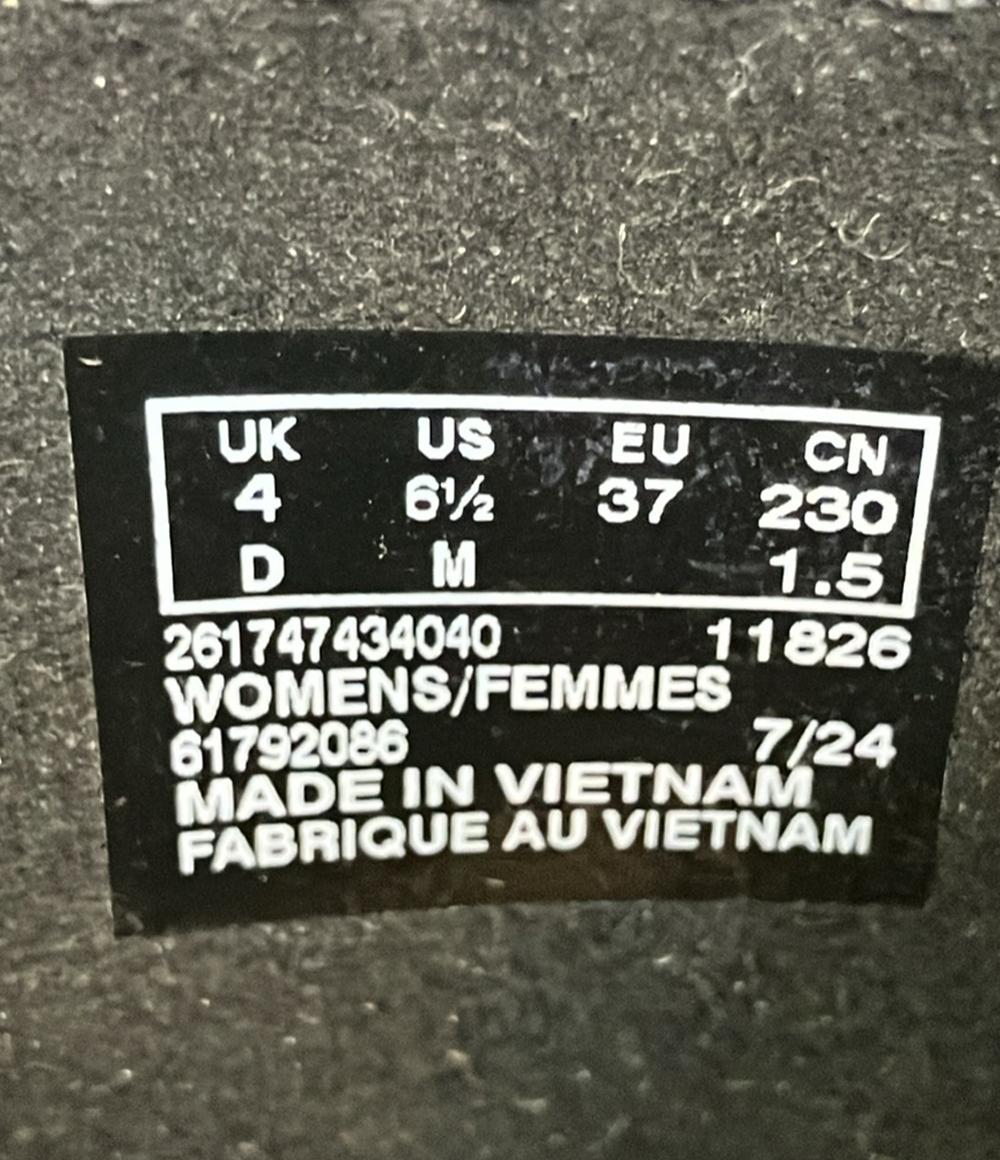 UK US EU CN
4 6½ 37 230
D M 1.5
261747434040 11826
WOMENS/FEMMES
61792086 7/24
MADE IN VIETNAM
FABRIQUE AU VIETNAM